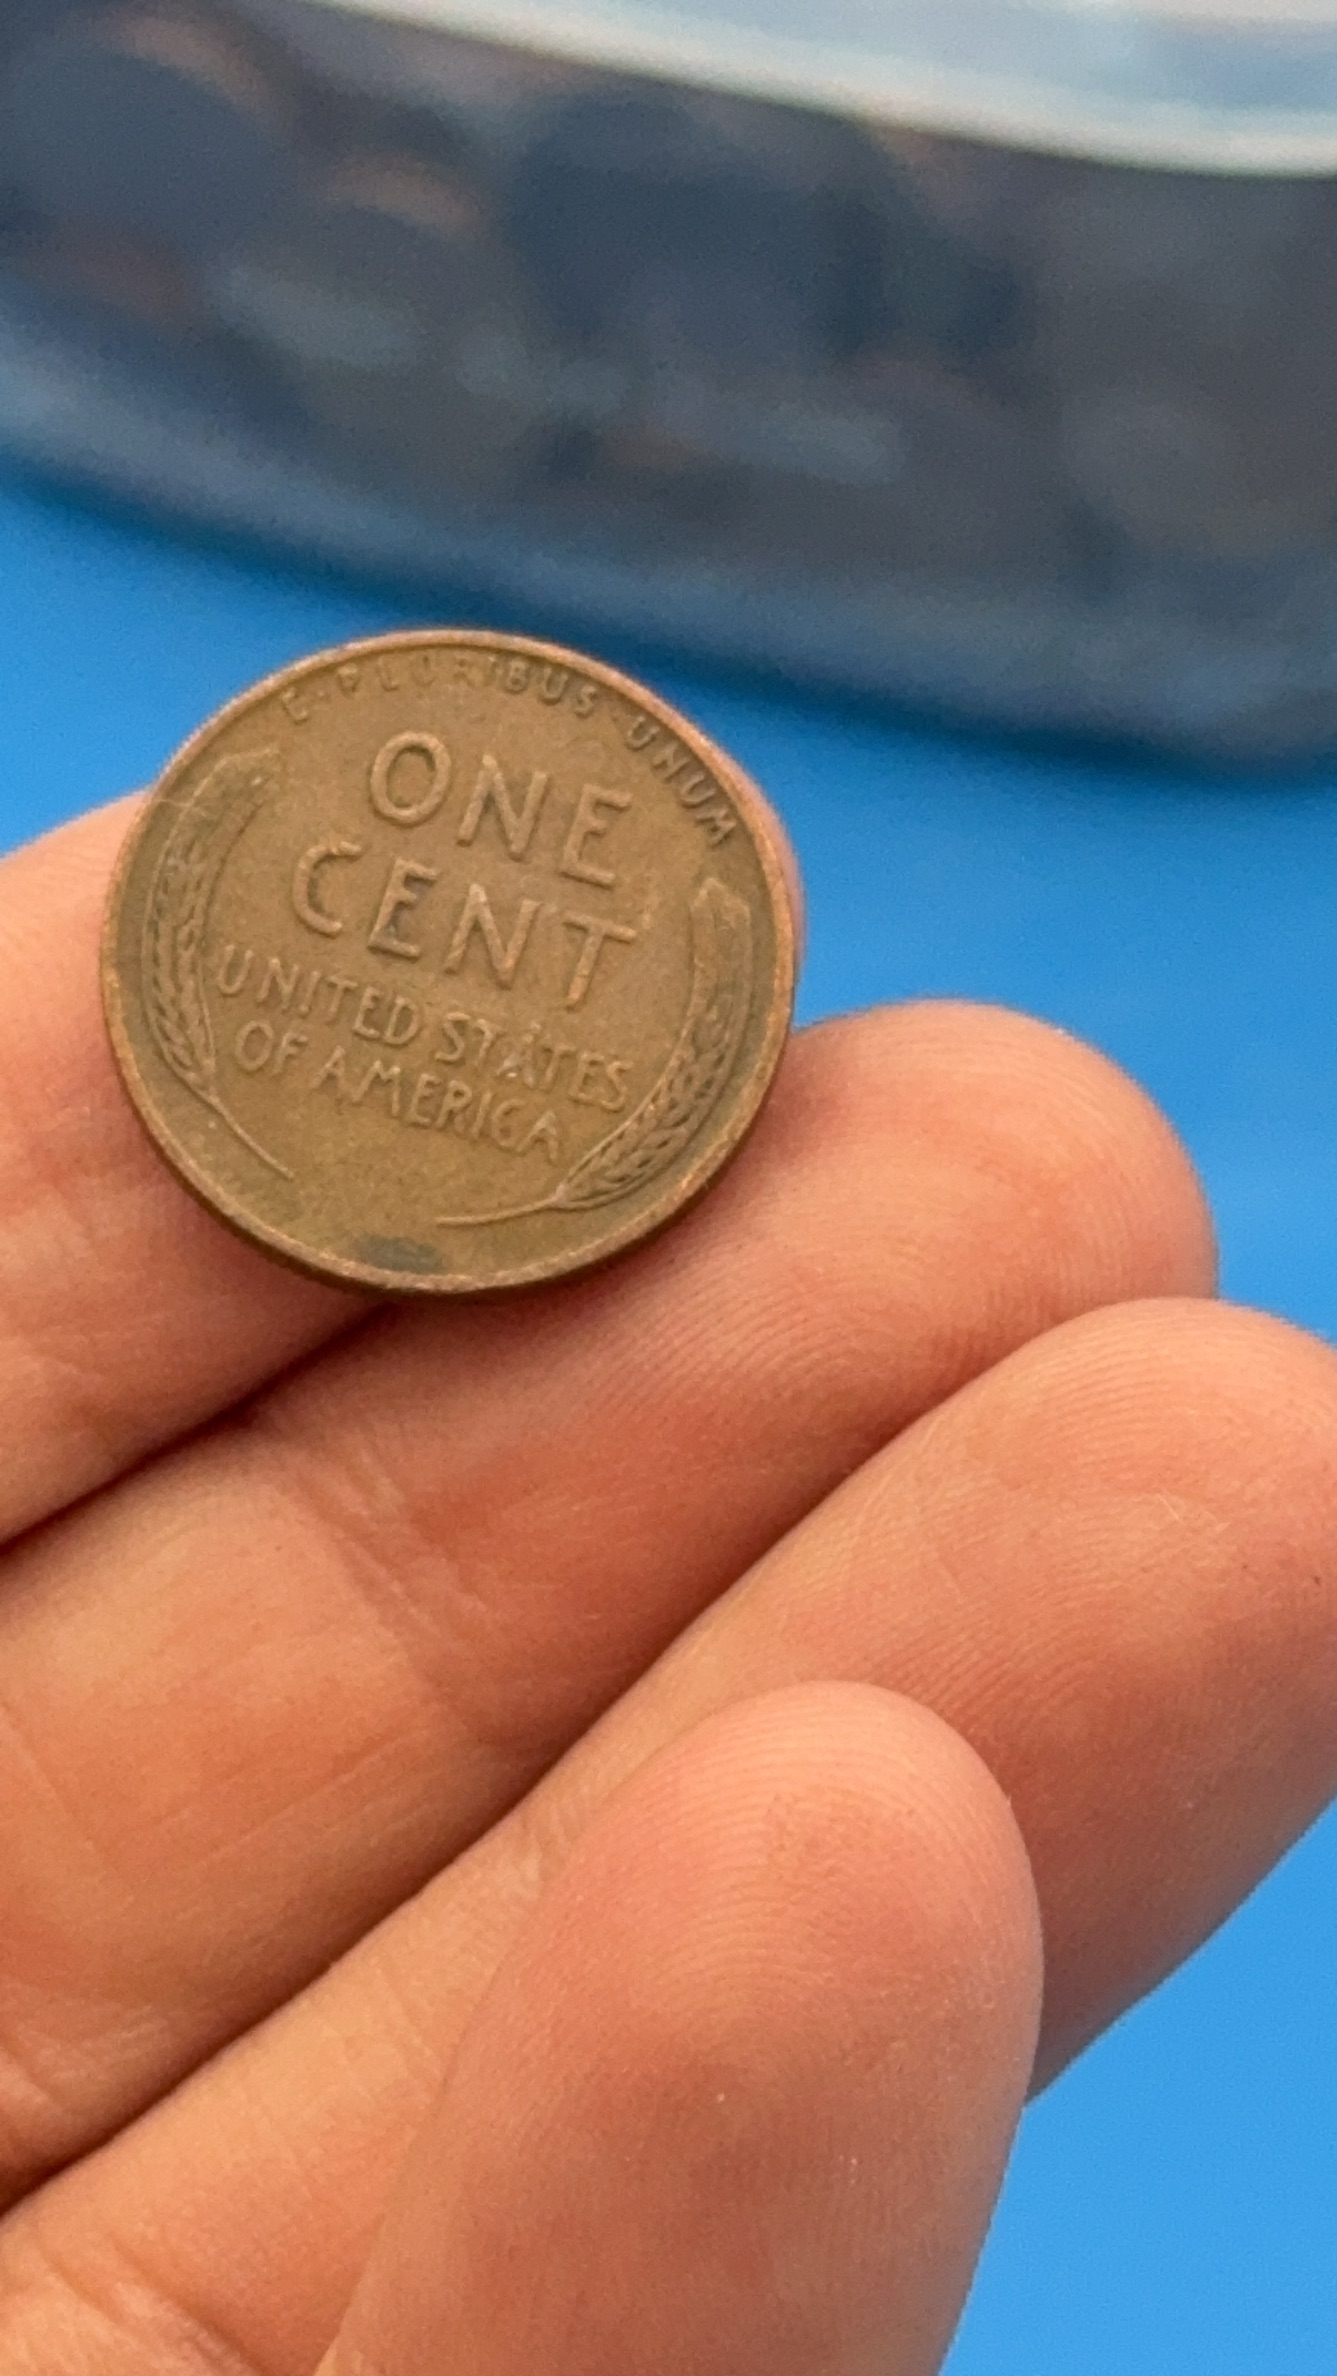 E·PLURIBUS·UNUM
ONE
CENT
UNITED STATES
OF AMERICA